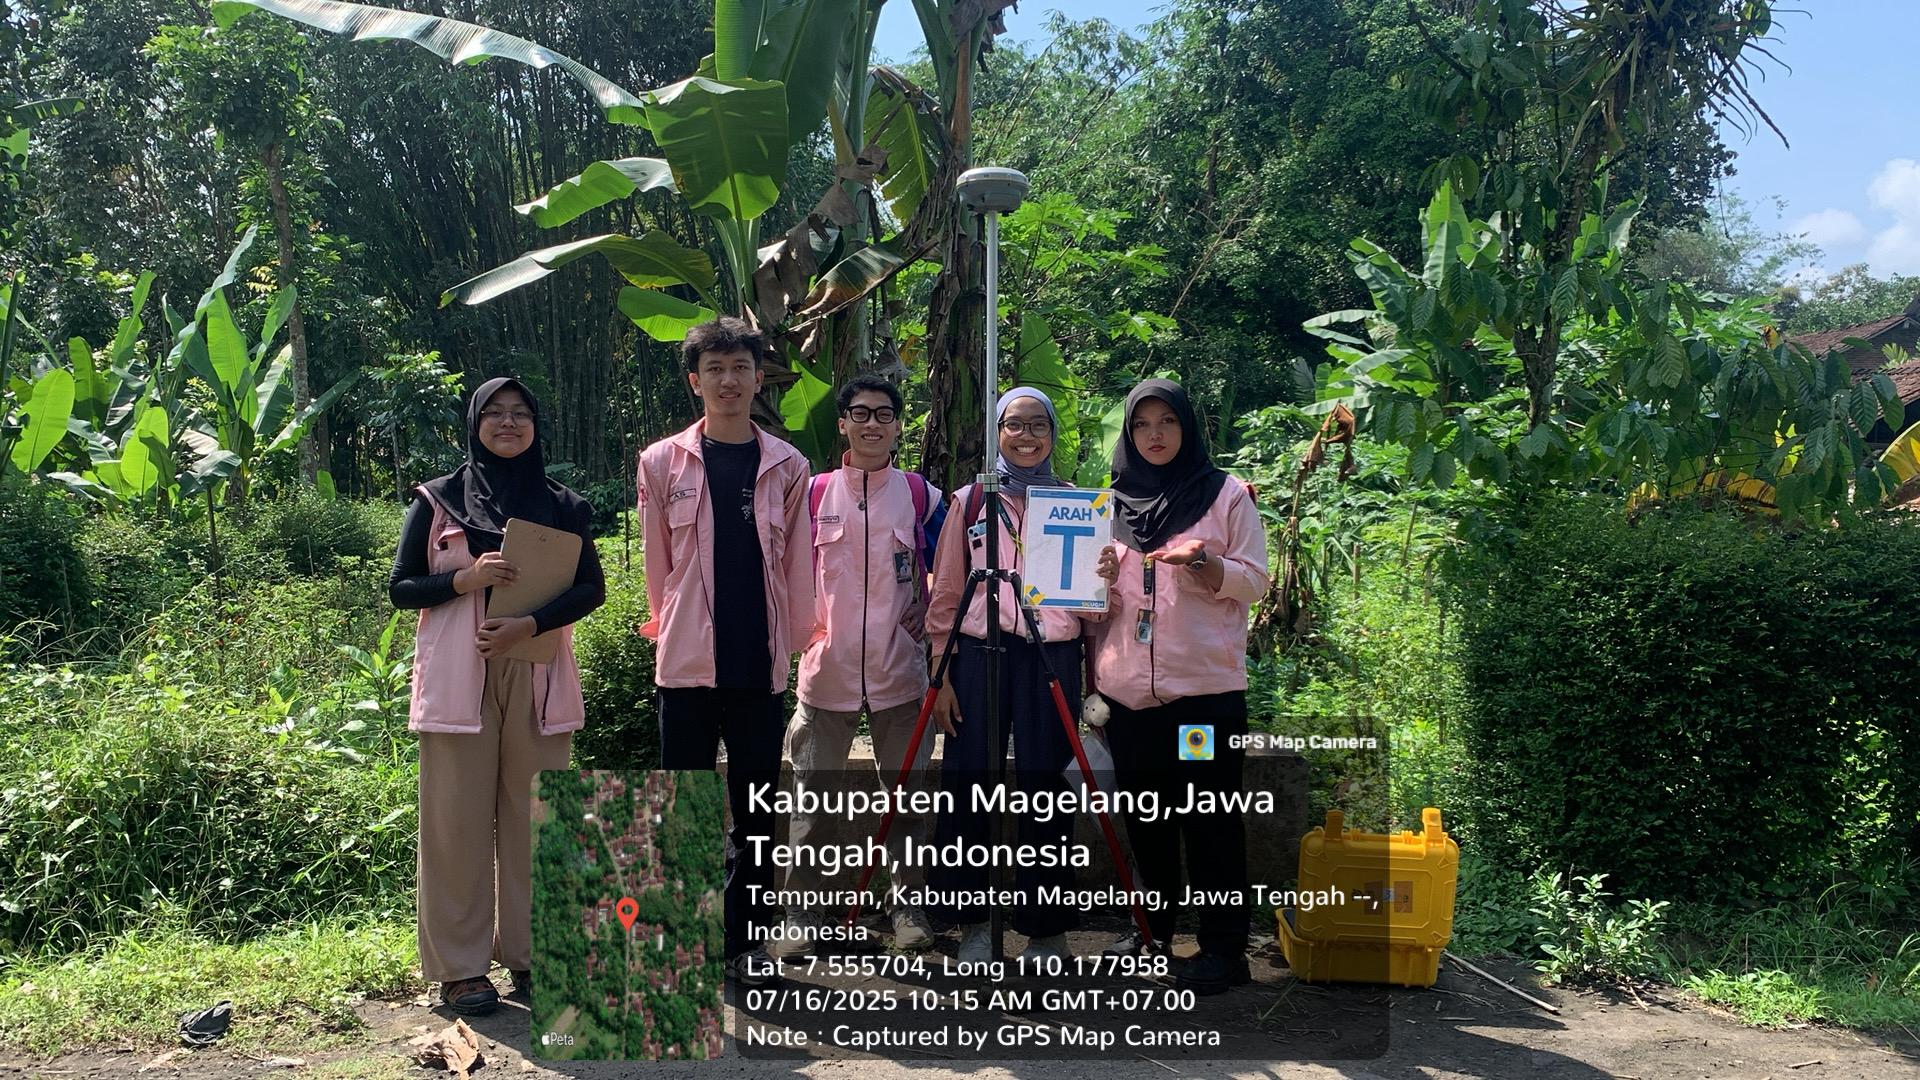 ARAH
T
GPS Map Camera
Kabupaten Magelang,Jawa
Tengah,Indonesia
Tempuran, Kabupaten Magelang, Jawa Tengah --,
Indonesia
Lat -7.555704, Long 110.177958
07/16/2025 10:15 AM GMT+07.00
Note : Captured by GPS Map Camera
Peta